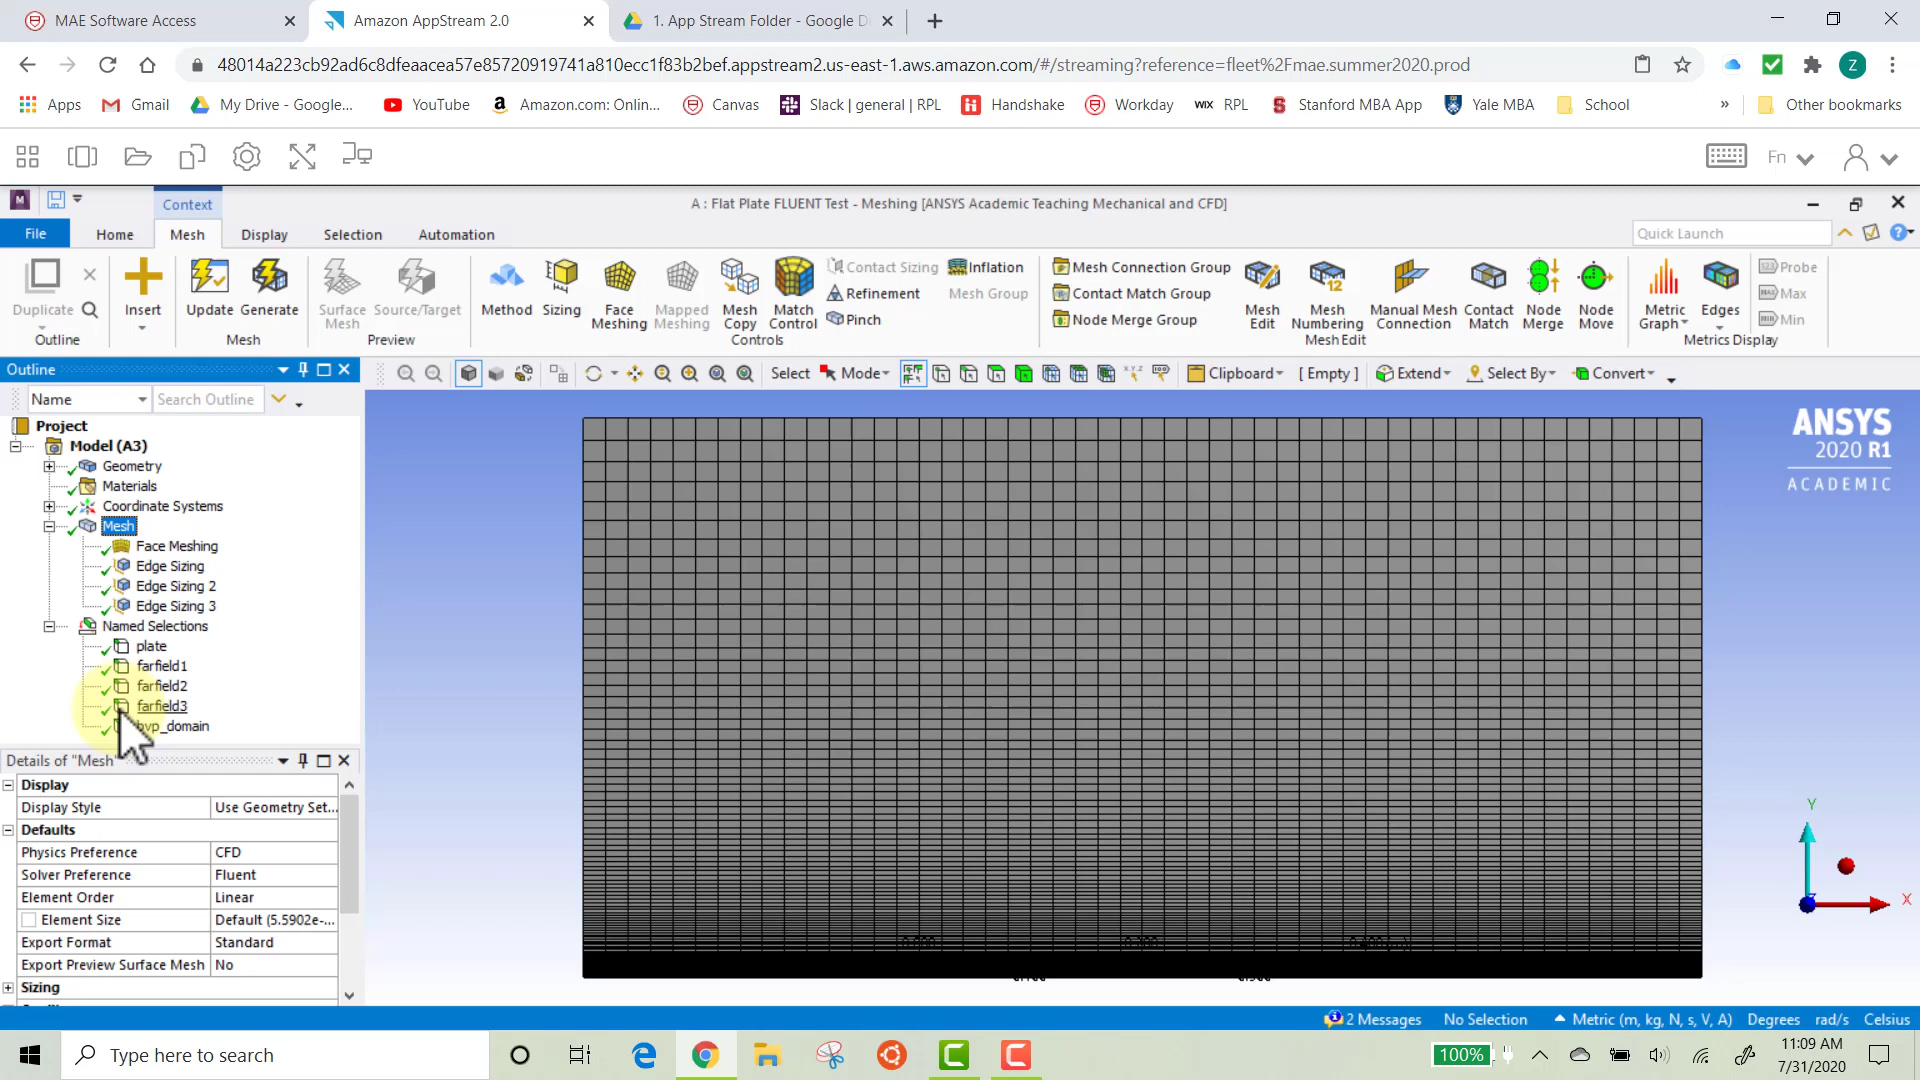 MAE Software Access
Amazon AppStream 2.0
1. App Stream Folder - Google D
48014a223cb92ad6c8dfeaacea57e85720919741a810ecc1f83b2bef.appstream2.us-east-1.aws.amazon.com/#/streaming?reference=fleet%2Fmae.summer2020.prod
Z
Apps Gmail My Drive - Google... YouTube Amazon.com: Onlin... Canvas Slack | general | RPL Handshake Workday WIX RPL Stanford MBA App Yale MBA School » Other bookmarks
Fn
Context
A : Flat Plate FLUENT Test - Meshing [ANSYS Academic Teaching Mechanical and CFD]
File Home Mesh Display Selection Automation Quick Launch
Duplicate
Outline
Insert
Update Generate
Mesh
Surface Mesh Source/Target
Preview
Method Sizing Face Meshing Mapped Meshing Mesh Copy Match Control
Contact Sizing
Refinement
Pinch
Inflation
Mesh Group
Controls
Mesh Connection Group
Contact Match Group
Node Merge Group
Mesh Edit Mesh Numbering Manual Mesh Connection Contact Match Node Merge Node Move
Mesh Edit
Metric Graph Edges
Probe
Max
Min
Metrics Display
Outline
Select Mode Clipboard [ Empty ] Extend Select By Convert
Name Search Outline
Project
Model (A3)
Geometry
Materials
Coordinate Systems
Mesh
Face Meshing
Edge Sizing
Edge Sizing 2
Edge Sizing 3
Named Selections
plate
farfield1
farfield2
farfield3
bvp_domain
Details of "Mesh"
Display
Display Style Use Geometry Set...
Defaults
Physics Preference CFD
Solver Preference Fluent
Element Order Linear
Element Size Default (5.5902e-...
Export Format Standard
Export Preview Surface Mesh No
Sizing
ANSYS
2020 R1
ACADEMIC
Y
X
2 Messages No Selection Metric (m, kg, N, s, V, A) Degrees rad/s Celsius
Type here to search
100%
11:09 AM
7/31/2020